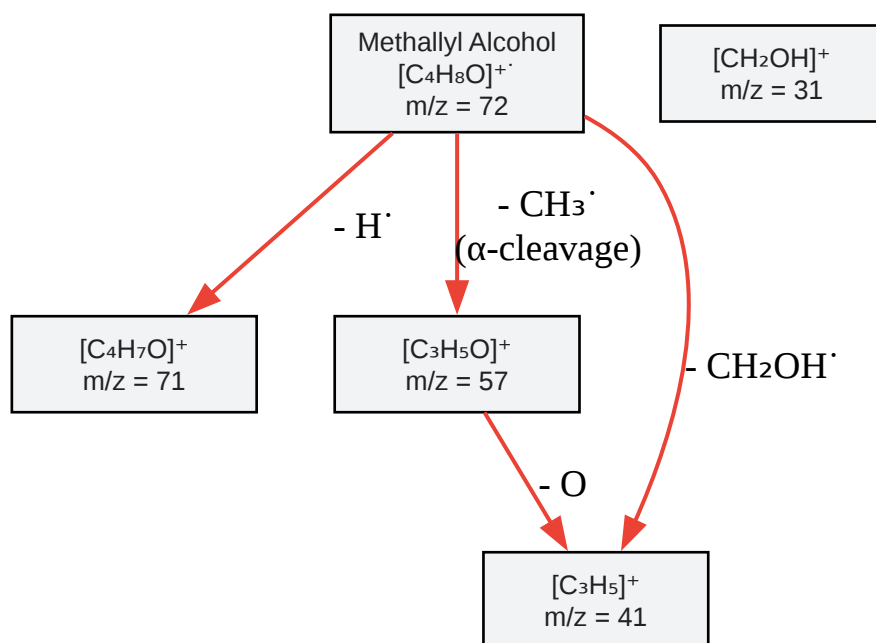 Methallyl Alcohol
[C₄H₈O]⁺˙
m/z = 72
[CH₂OH]⁺
m/z = 31
- H˙
- CH₃˙
(α-cleavage)
[C₄H₇O]⁺
m/z = 71
[C₃H₅O]⁺
m/z = 57
- CH₂OH˙
- O
[C₃H₅]⁺
m/z = 41